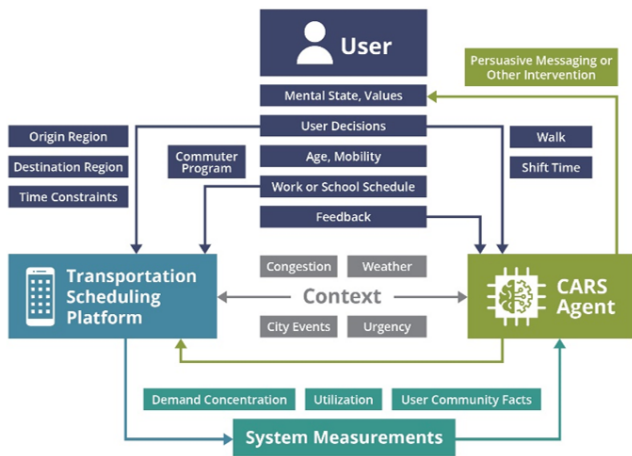 User
Persuasive Messaging or
Other Intervention
Mental State, Values
User Decisions
Origin Region
Destination Region
Time Constraints
Commuter
Program
Age, Mobility
Work or School Schedule
Feedback
Walk
Shift Time
Transportation
Scheduling
Platform
Congestion
Weather
Context
City Events
Urgency
CARS
Agent
Demand Concentration
Utilization
User Community Facts
System Measurements